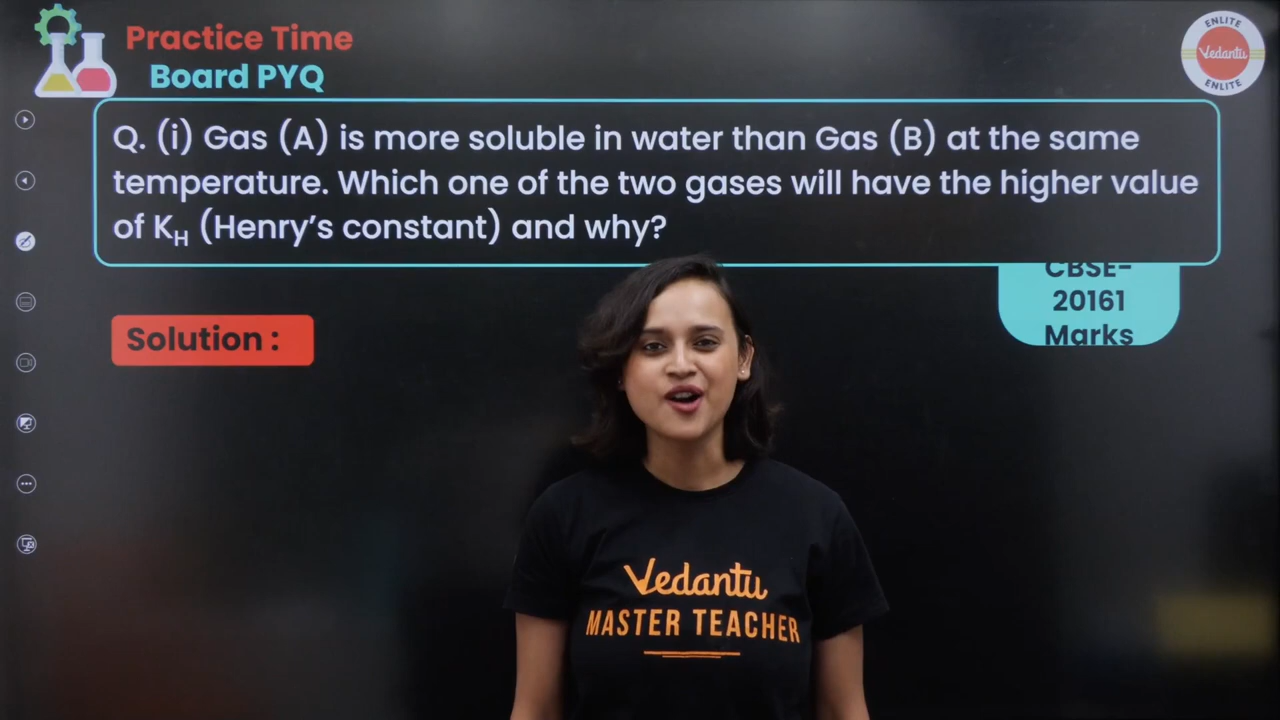 Practice Time
Board PYQ
ENLITE
Vedantu
ENLITE
Q. (i) Gas (A) is more soluble in water than Gas (B) at the same
temperature. Which one of the two gases will have the higher value
of K_H (Henry’s constant) and why?
CBSE-
20161
Marks
Solution :
Vedantu
MASTER TEACHER